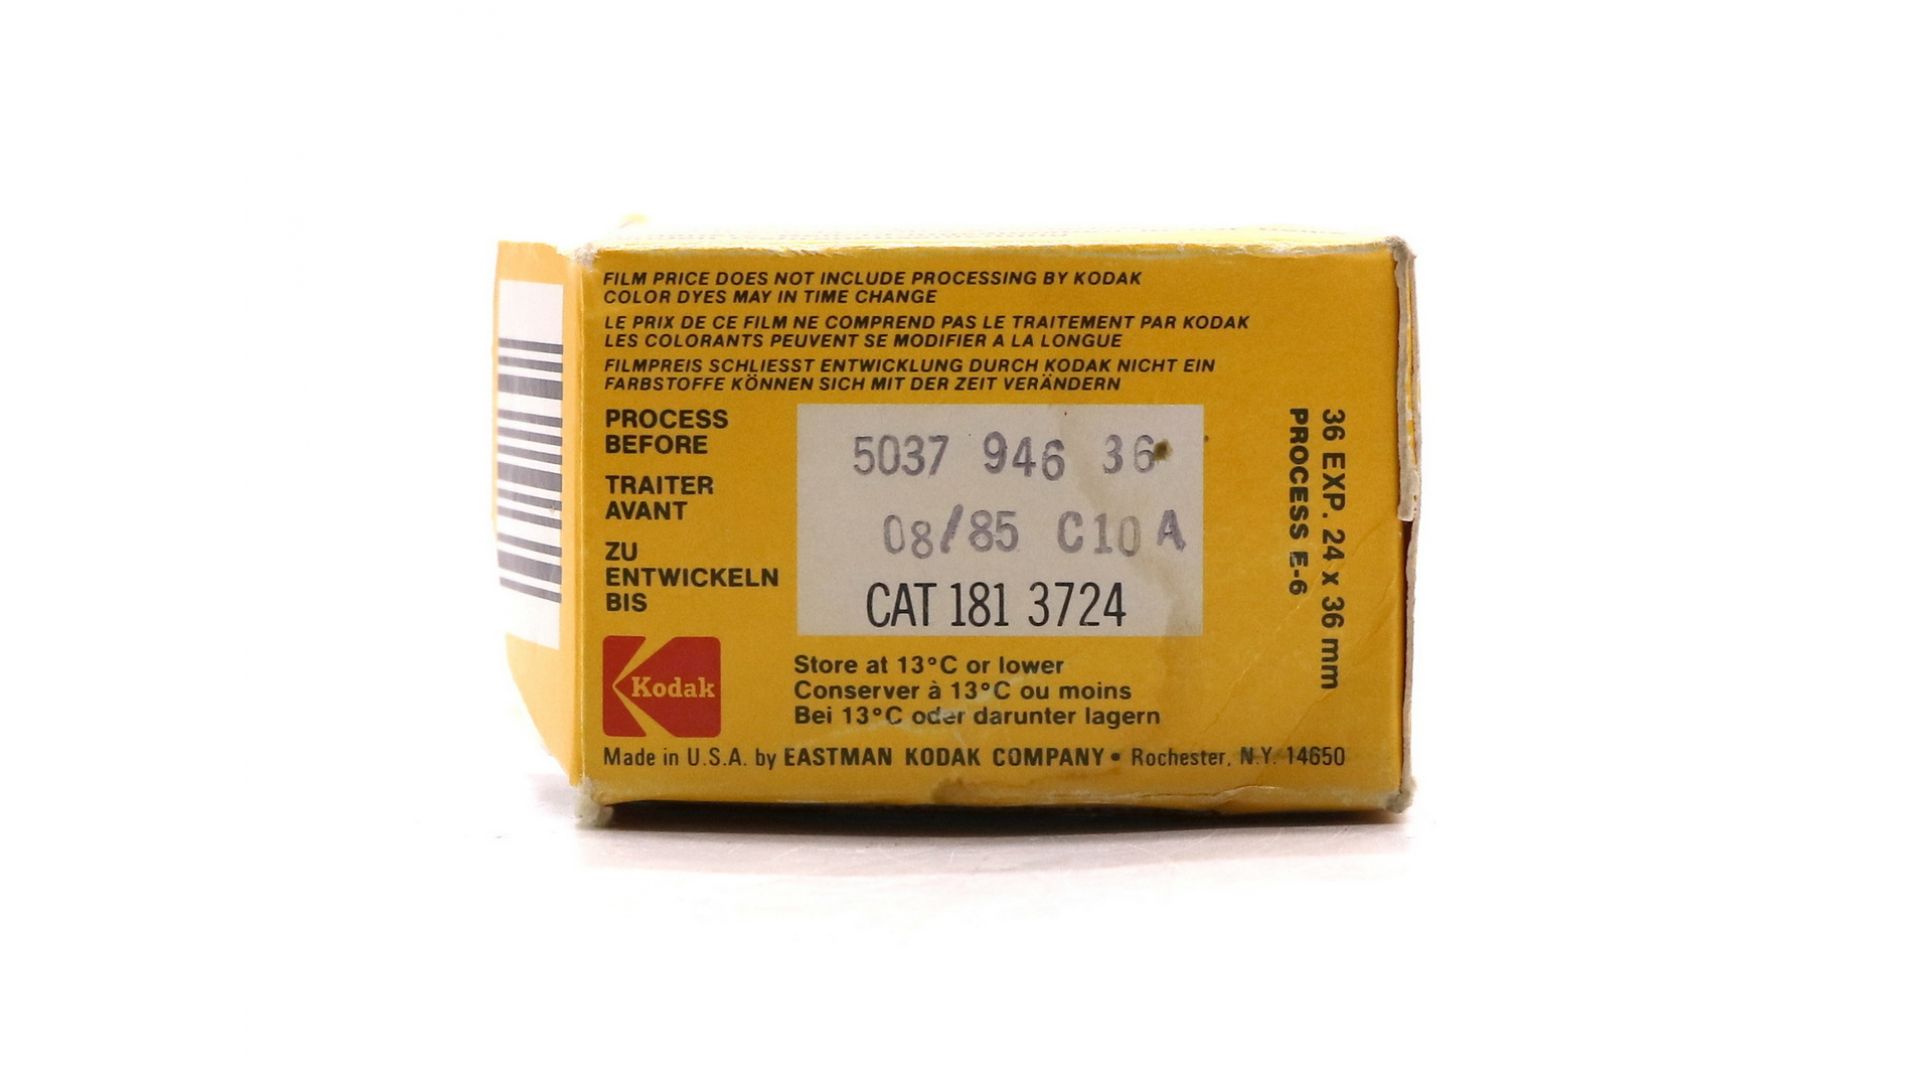 FILM PRICE DOES NOT INCLUDE PROCESSING BY KODAK
COLOR DYES MAY IN TIME CHANGE
LE PRIX DE CE FILM NE COMPREND PAS LE TRAITEMENT PAR KODAK
LES COLORANTS PEUVENT SE MODIFIER A LA LONGUE
FILMPREIS SCHLIESST ENTWICKLUNG DURCH KODAK NICHT EIN
FARBSTOFFE KÖNNEN SICH MIT DER ZEIT VERÄNDERN
PROCESS
BEFORE
TRAITER
AVANT
ZU
ENTWICKELN
BIS
5037 946 36
08/85 C10A
CAT 181 3724
36 EXP. 24 x 36 mm
PROCESS E-6
Kodak
Store at 13°C or lower
Conserver à 13°C ou moins
Bei 13°C oder darunter lagern
Made in U.S.A. by EASTMAN KODAK COMPANY • Rochester, N.Y. 14650